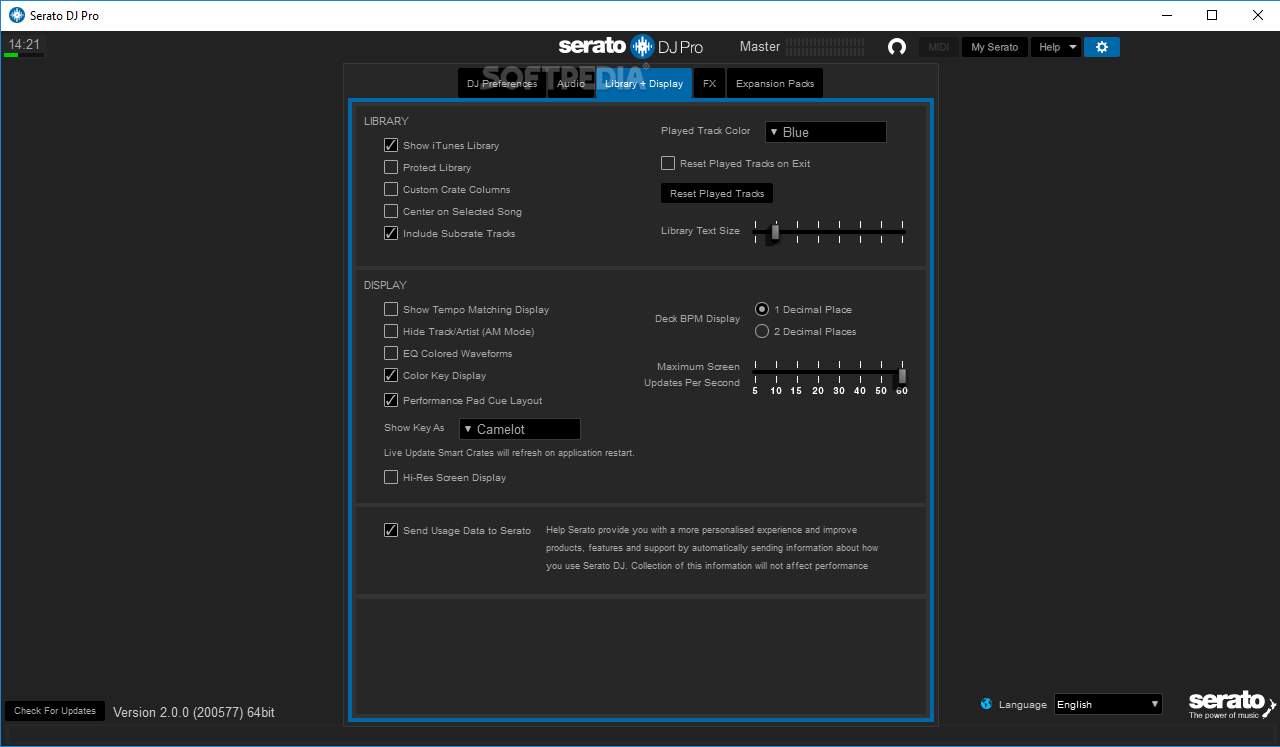 Serato DJ Pro
14:21
serato DJ Pro
Master
MIDI
My Serato
Help
SOFTPEDIA®
DJ Preferences
Audio
Library + Display
FX
Expansion Packs
LIBRARY
Show iTunes Library
Protect Library
Custom Crate Columns
Center on Selected Song
Include Subcrate Tracks
Played Track Color
Blue
Reset Played Tracks on Exit
Reset Played Tracks
Library Text Size
DISPLAY
Show Tempo Matching Display
Hide Track/Artist (AM Mode)
EQ Colored Waveforms
Color Key Display
Performance Pad Cue Layout
Show Key As
Camelot
Live Update Smart Crates will refresh on application restart.
Hi-Res Screen Display
Deck BPM Display
1 Decimal Place
2 Decimal Places
Maximum Screen
Updates Per Second
5 10 15 20 30 40 50 60
Send Usage Data to Serato
Help Serato provide you with a more personalised experience and improve
products, features and support by automatically sending information about how
you use Serato DJ. Collection of this information will not affect performance
Check For Updates
Version 2.0.0 (200577) 64bit
Language
English
serato
The power of music